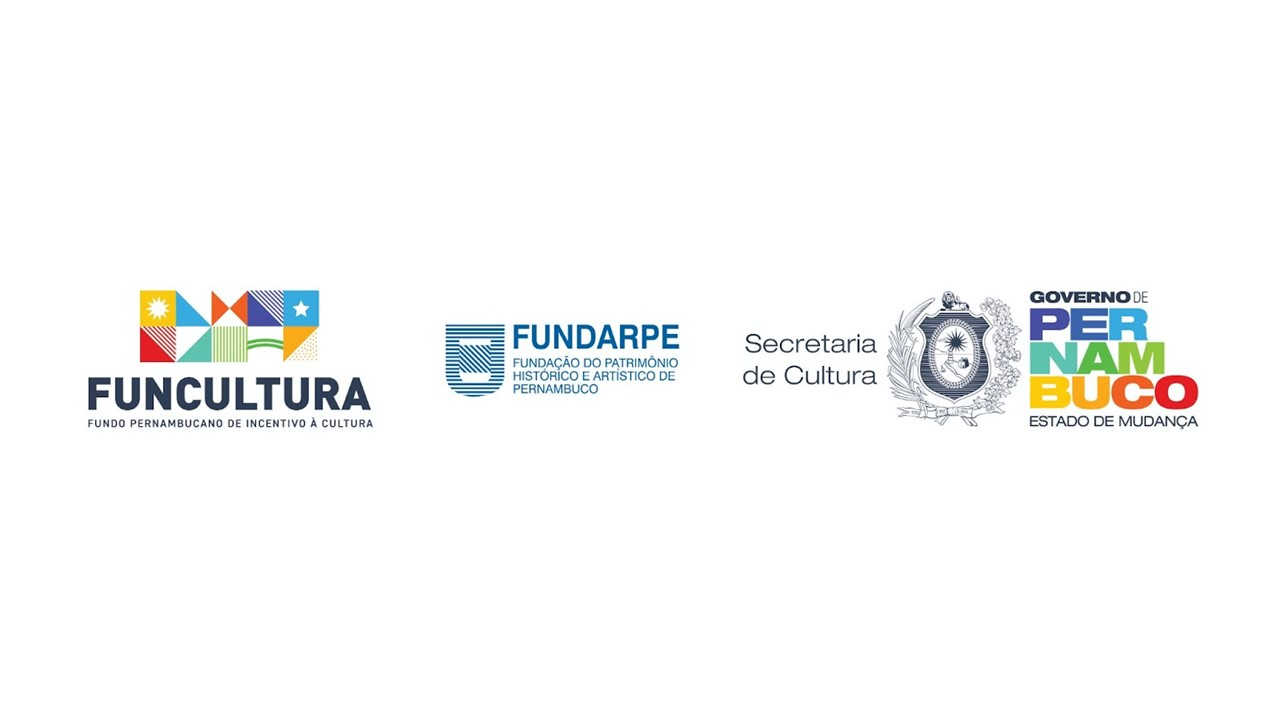 FUNCULTURA
FUNDO PERNAMBUCANO DE INCENTIVO À CULTURA
FUNDARPE
FUNDAÇÃO DO PATRIMÔNIO
HISTÓRICO E ARTÍSTICO DE
PERNAMBUCO
Secretaria
de Cultura
GOVERNO DE
PER
NAM
BUCO
ESTADO DE MUDANÇA